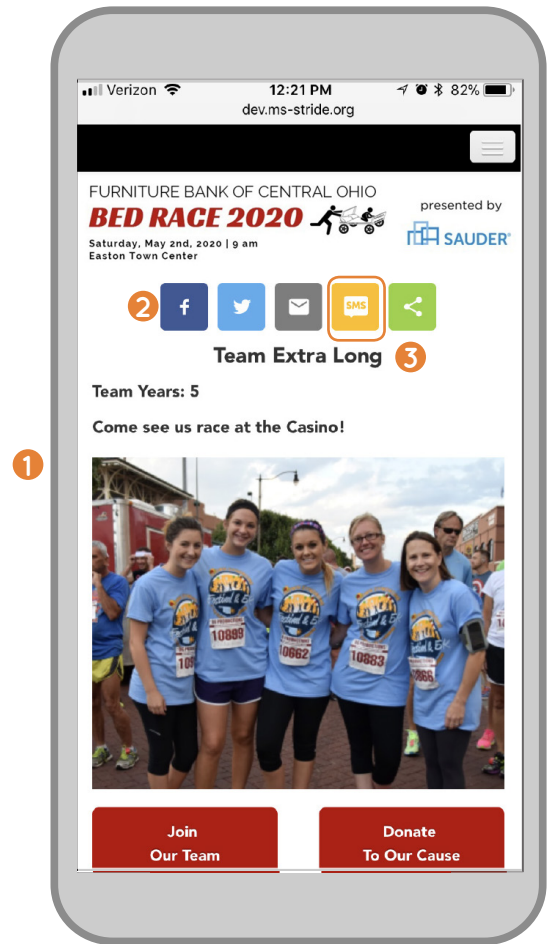 Verizon 12:21 PM 82%
dev.ms-stride.org
FURNITURE BANK OF CENTRAL OHIO
BED RACE 2020
Saturday, May 2nd, 2020 | 9 am
Easton Town Center
presented by
SAUDER
2
f
SMS
Team Extra Long
3
Team Years: 5
Come see us race at the Casino!
1
10899
10662
10883
Join
Our Team
Donate
To Our Cause